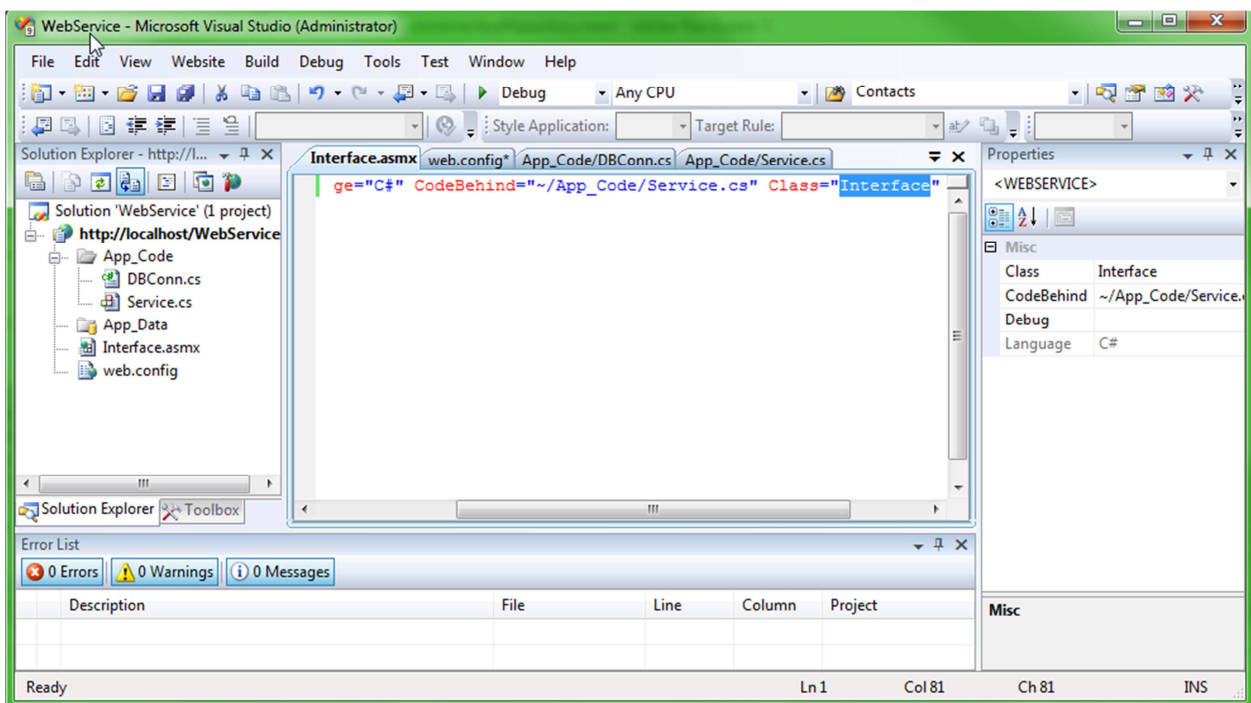 WebService - Microsoft Visual Studio (Administrator)
File Edit View Website Build Debug Tools Test Window Help
Debug Any CPU Contacts
Style Application: Target Rule:
Solution Explorer - http://l...
Solution 'WebService' (1 project)
http://localhost/WebService
App_Code
DBConn.cs
Service.cs
App_Data
Interface.asmx
web.config
Solution Explorer Toolbox
Interface.asmx web.config* App_Code/DBConn.cs App_Code/Service.cs
ge="C#" CodeBehind="~/App_Code/Service.cs" Class="Interface"
Properties
<WEBSERVICE>
Misc
Class Interface
CodeBehind ~/App_Code/Service.
Debug
Language C#
Misc
Error List
0 Errors 0 Warnings 0 Messages
Description File Line Column Project
Ready Ln 1 Col 81 Ch 81 INS